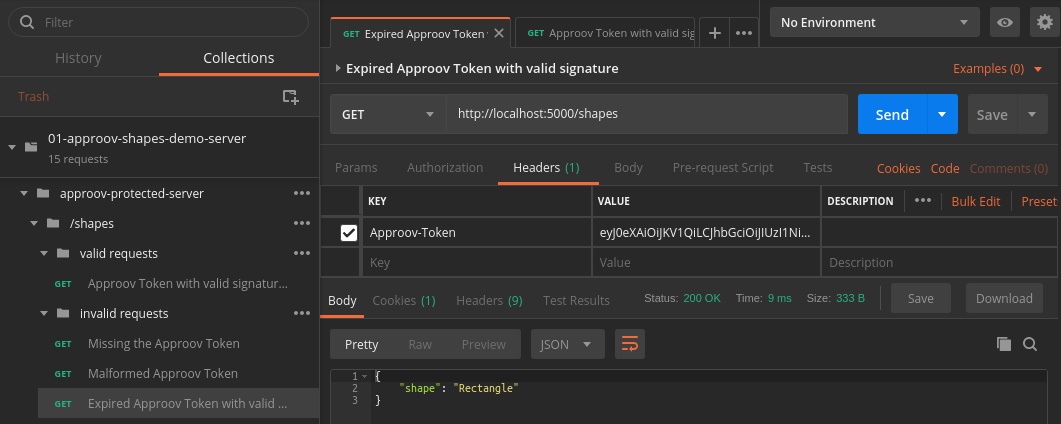 Filter
History Collections
Trash
01-approov-shapes-demo-server
15 requests
approov-protected-server
/shapes
valid requests
GET Approov Token with valid signatur...
invalid requests
GET Missing the Approov Token
GET Malformed Approov Token
GET Expired Approov Token with valid ...
GET Expired Approov Token
GET Approov Token with valid sig
No Environment
Expired Approov Token with valid signature
Examples (0)
GET http://localhost:5000/shapes
Send Save
Params Authorization Headers (1) Body Pre-request Script Tests Cookies Code Comments (0)
KEY VALUE DESCRIPTION Bulk Edit Preset
Approov-Token eyJ0eXAiOiJKV1QiLCJhbGciOiJIUzI1Ni...
Key Value Description
Body Cookies (1) Headers (9) Test Results Status: 200 OK Time: 9 ms Size: 333 B Save Download
Pretty Raw Preview JSON
1 {
2 "shape": "Rectangle"
3 }